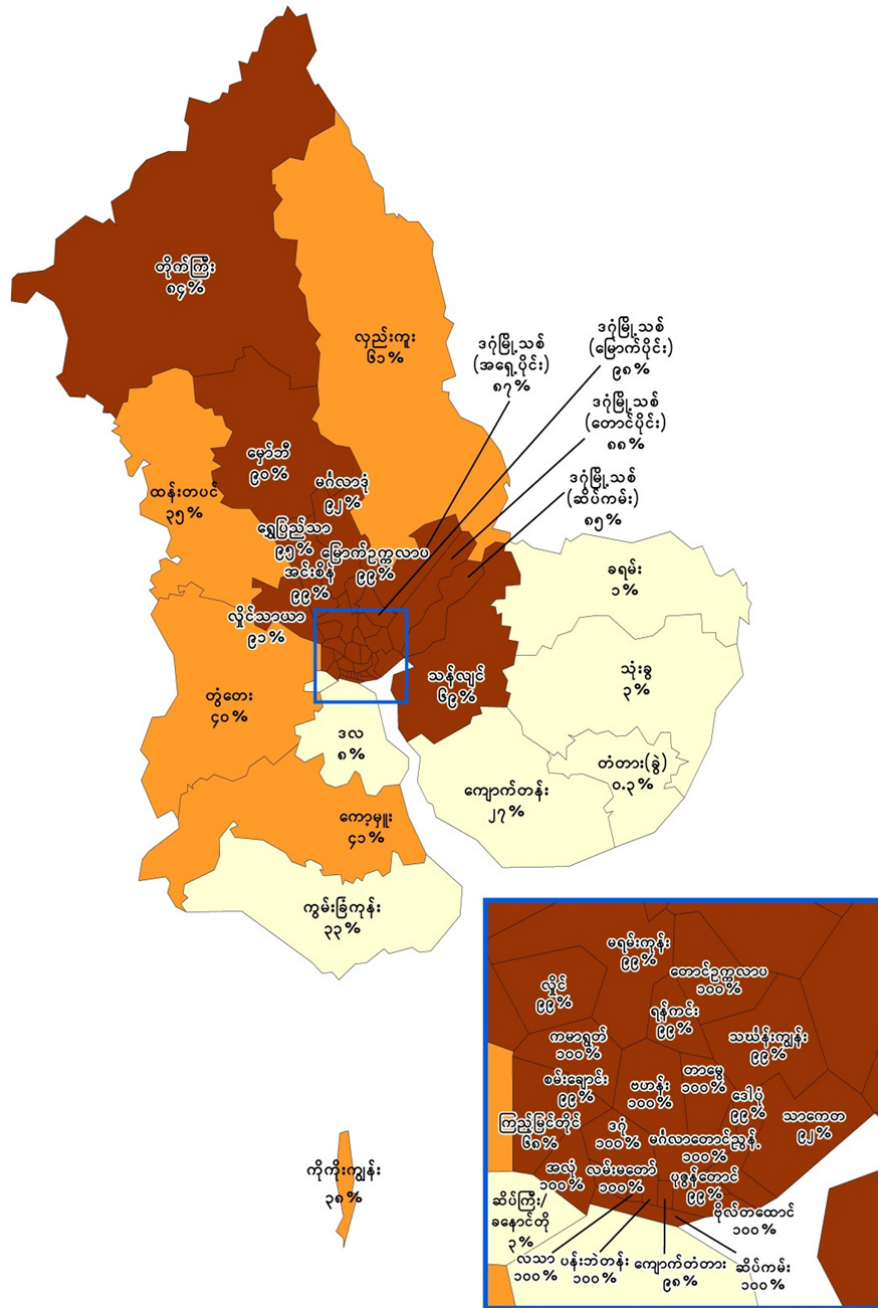 တိုက်ကြီး
၈၄%
လှည်းကူး
၆၁%
ဒဂုံမြို့သစ်
(အရှေ့ပိုင်း)
၈၇%
ဒဂုံမြို့သစ်
(မြောက်ပိုင်း)
၉၈%
ဒဂုံမြို့သစ်
(တောင်ပိုင်း)
၈၈%
ဒဂုံမြို့သစ်
(ဆိပ်ကမ်း)
၈၅%
မှော်ဘီ
၉၀%
မင်္ဂလာဒုံ
၉၂%
ထန်းတပင်
၃၅%
ရွှေပြည်သာ
၉၅%
မြောက်ဥက္ကလာပ
၉၉%
အင်းစိန်
၉၉%
လှိုင်သာယာ
၉၁%
ခရမ်း
၁%
သုံးခွ
၃%
သန်လျင်
၆၉%
တွံတေး
၄၀%
ဒလ
၈%
တံတား(ခွဲ)
၀.၃%
ကျောက်တန်း
၂၇%
ကော့မှူး
၄၁%
ကွမ်းခြံကုန်း
၃၃%
ကိုကိုးကျွန်း
၃၈%
မရမ်းကုန်း
၉၉%
တောင်ဥက္ကလာပ
၁၀၀%
လှိုင်
၉၉%
ရန်ကင်း
၉၉%
ကမာရွတ်
၁၀၀%
သင်္ဃန်းကျွန်း
၉၉%
တာမွေ
၁၀၀%
စမ်းချောင်း
၉၉%
ဗဟန်း
၁၀၀%
ဒေါပုံ
၉၉%
သာကေတ
၉၂%
ကြည့်မြင်တိုင်
၆၈%
ဒဂုံ
၁၀၀%
မင်္ဂလာတောင်ညွန့်
၁၀၀%
အလုံ
၁၀၀%
လမ်းမတော်
၁၀၀%
ပုဇွန်တောင်
၉၉%
ဆိပ်ကြီး/
ခနောင်တို
၃%
ဗိုလ်တထောင်
၁၀၀%
လသာ
၁၀၀%
ပန်းဘဲတန်း
၁၀၀%
ကျောက်တံတား
၉၈%
ဆိပ်ကမ်း
၁၀၀%